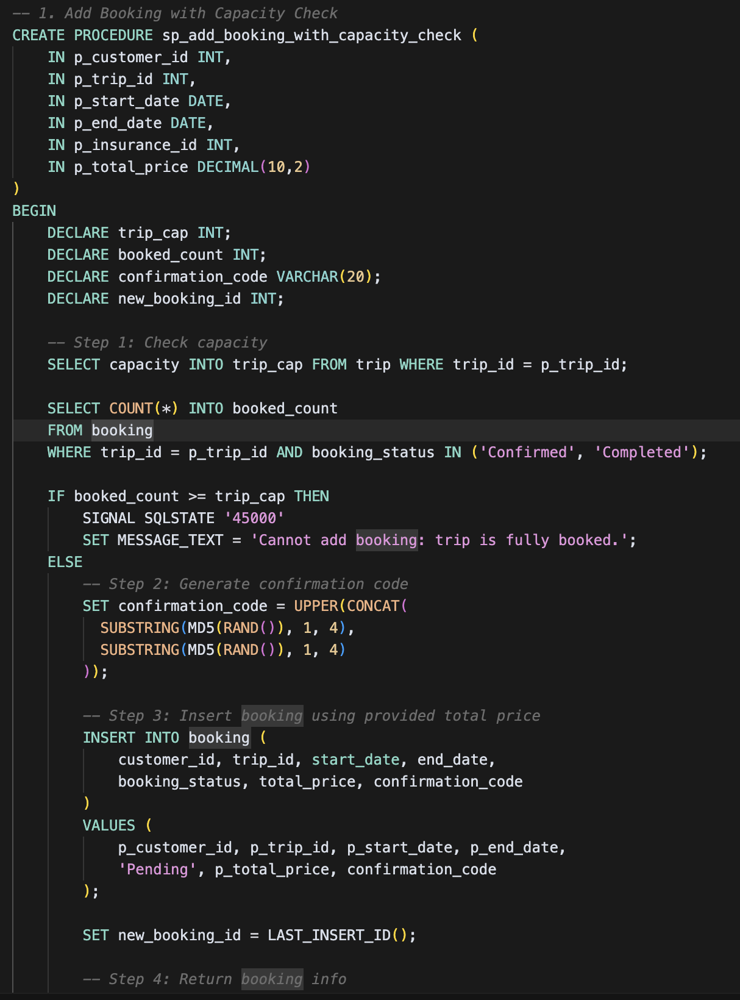 -- 1. Add Booking with Capacity Check
CREATE PROCEDURE sp_add_booking_with_capacity_check (
    IN p_customer_id INT,
    IN p_trip_id INT,
    IN p_start_date DATE,
    IN p_end_date DATE,
    IN p_insurance_id INT,
    IN p_total_price DECIMAL(10,2)
)
BEGIN
    DECLARE trip_cap INT;
    DECLARE booked_count INT;
    DECLARE confirmation_code VARCHAR(20);
    DECLARE new_booking_id INT;

    -- Step 1: Check capacity
    SELECT capacity INTO trip_cap FROM trip WHERE trip_id = p_trip_id;

    SELECT COUNT(*) INTO booked_count
    FROM booking
    WHERE trip_id = p_trip_id AND booking_status IN ('Confirmed', 'Completed');

    IF booked_count >= trip_cap THEN
        SIGNAL SQLSTATE '45000'
        SET MESSAGE_TEXT = 'Cannot add booking: trip is fully booked.';
    ELSE
        -- Step 2: Generate confirmation code
        SET confirmation_code = UPPER(CONCAT(
          SUBSTRING(MD5(RAND()), 1, 4),
          SUBSTRING(MD5(RAND()), 1, 4)
        ));

        -- Step 3: Insert booking using provided total price
        INSERT INTO booking (
            customer_id, trip_id, start_date, end_date,
            booking_status, total_price, confirmation_code
        )
        VALUES (
            p_customer_id, p_trip_id, p_start_date, p_end_date,
            'Pending', p_total_price, confirmation_code
        );

        SET new_booking_id = LAST_INSERT_ID();

        -- Step 4: Return booking info